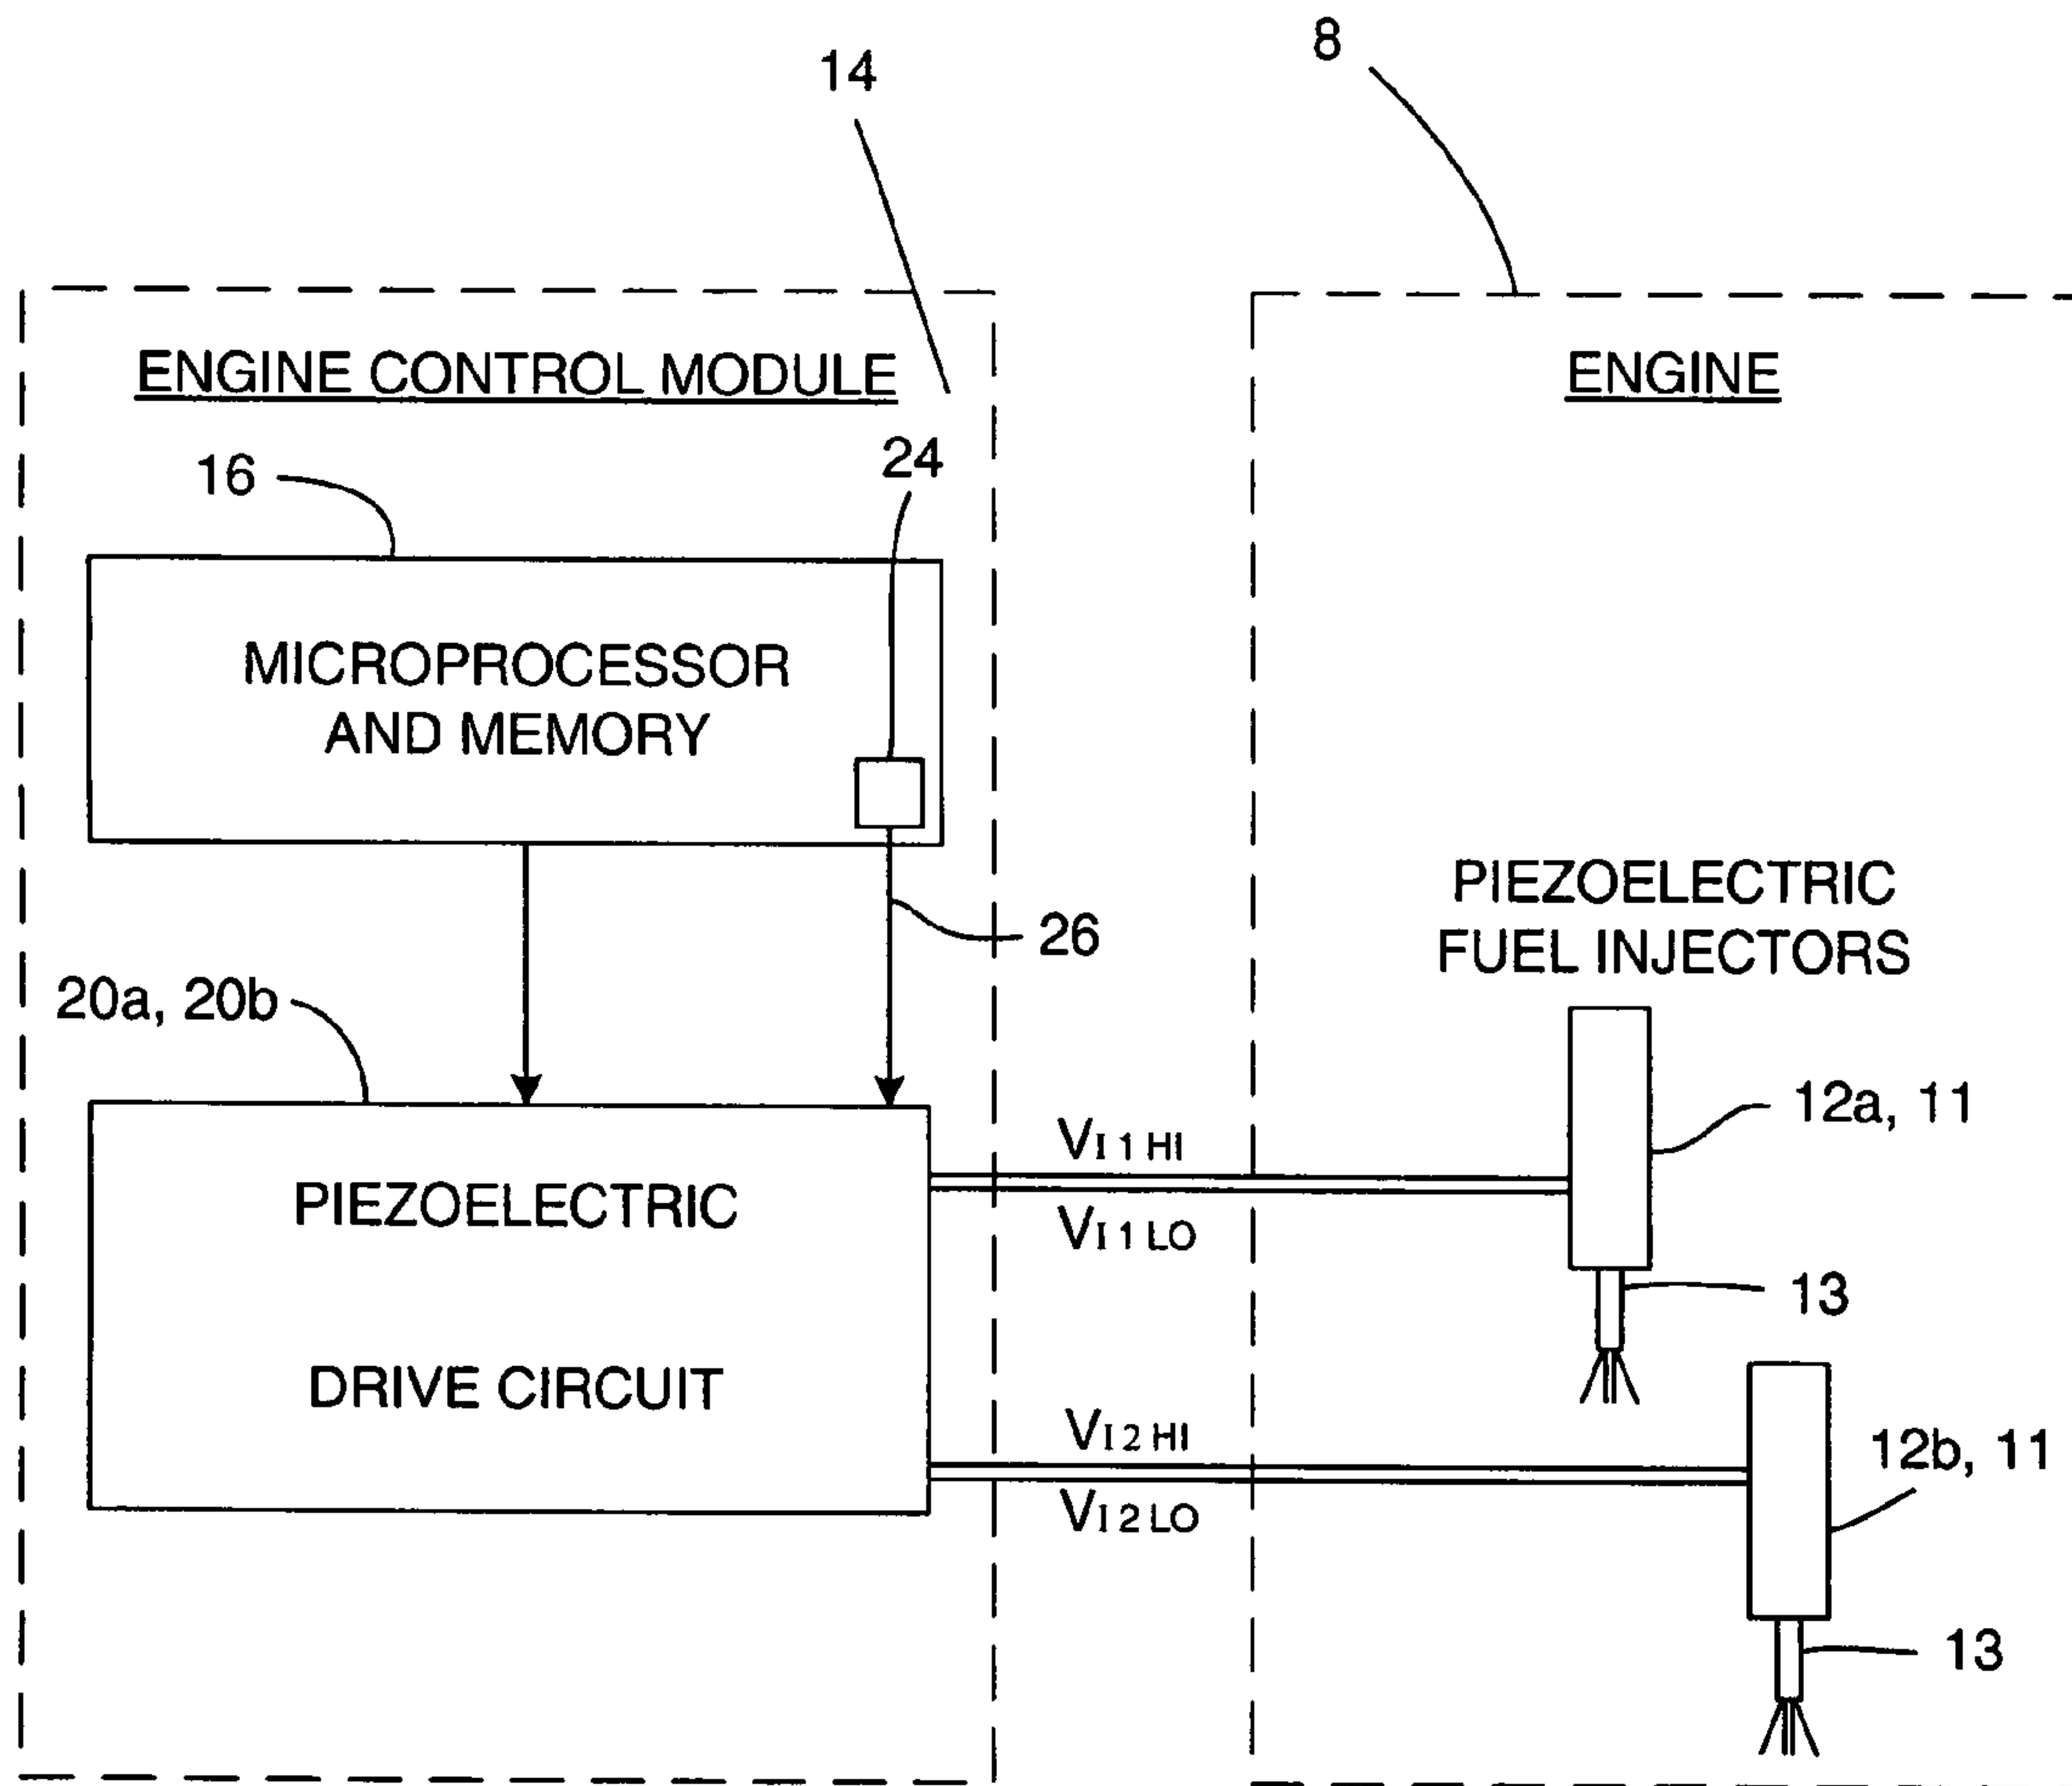 14
8
ENGINE CONTROL MODULE
ENGINE
16
24
MICROPROCESSOR
AND MEMORY
26
PIEZOELECTRIC
FUEL INJECTORS
20a, 20b
12a, 11
VI 1 HI
PIEZOELECTRIC
VI 1 LO
13
DRIVE CIRCUIT
VI 2 HI
12b, 11
VI 2 LO
13